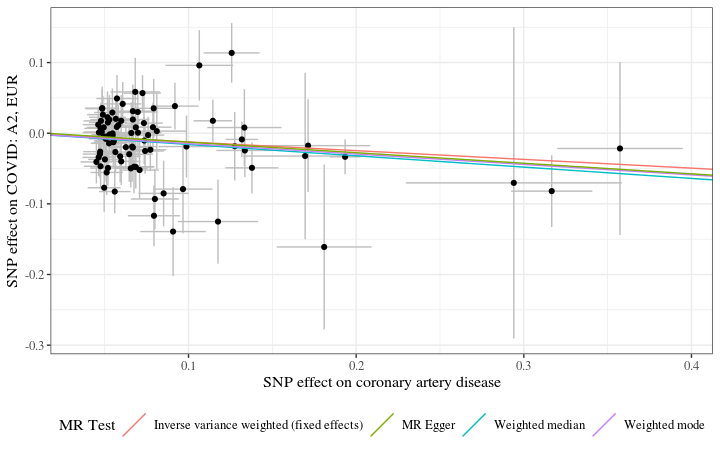 0.1
0.0
-0.1
-0.2
-0.3
SNP effect on COVID: A2, EUR
0.1
0.2
0.3
0.4
SNP effect on coronary artery disease
MR Test
Inverse variance weighted (fixed effects)
MR Egger
Weighted median
Weighted mode